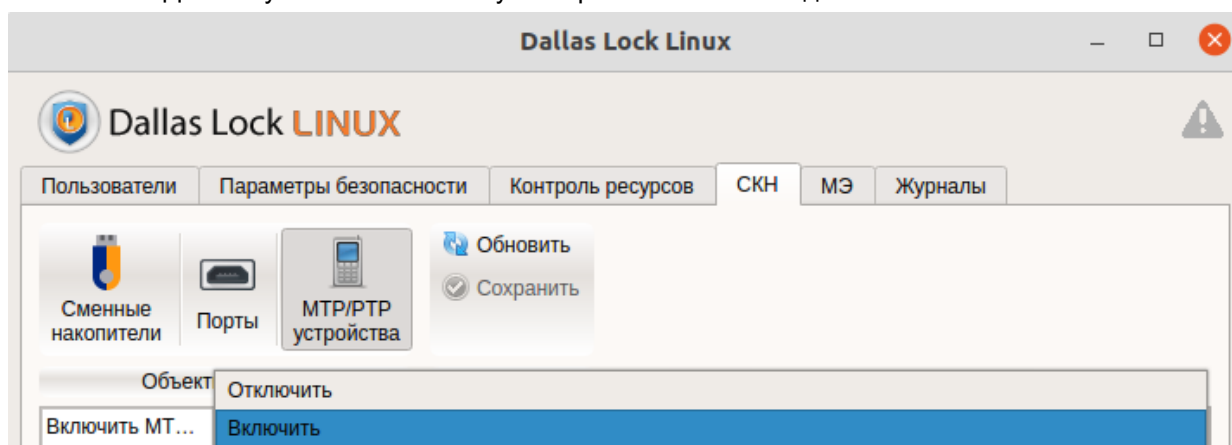 Dallas Lock Linux
Dallas Lock LINUX
Пользователи Параметры безопасности Контроль ресурсов СКН МЭ Журналы
Сменные накопители
Порты
MTP/PTP устройства
Обновить
Сохранить
Объект
Отключить
Включить МТ...
Включить